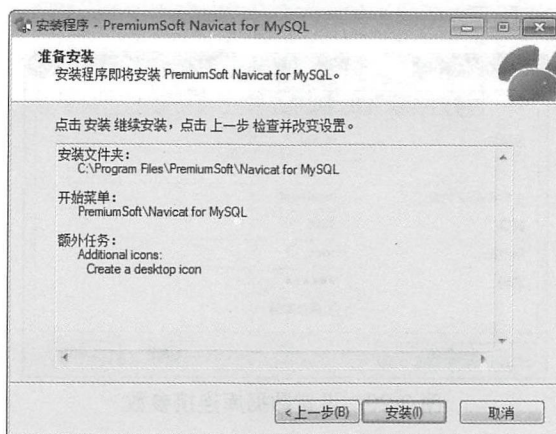 安装程序 - PremiumSoft Navicat for MySQL
准备安装
安装程序即将安装 PremiumSoft Navicat for MySQL。
点击 安装 继续安装，点击 上一步 检查并改变设置。
安装文件夹：
C:\Program Files\PremiumSoft\Navicat for MySQL
开始菜单：
PremiumSoft\Navicat for MySQL
额外任务：
Additional icons:
Create a desktop icon
<上一步(B) 安装(I) 取消